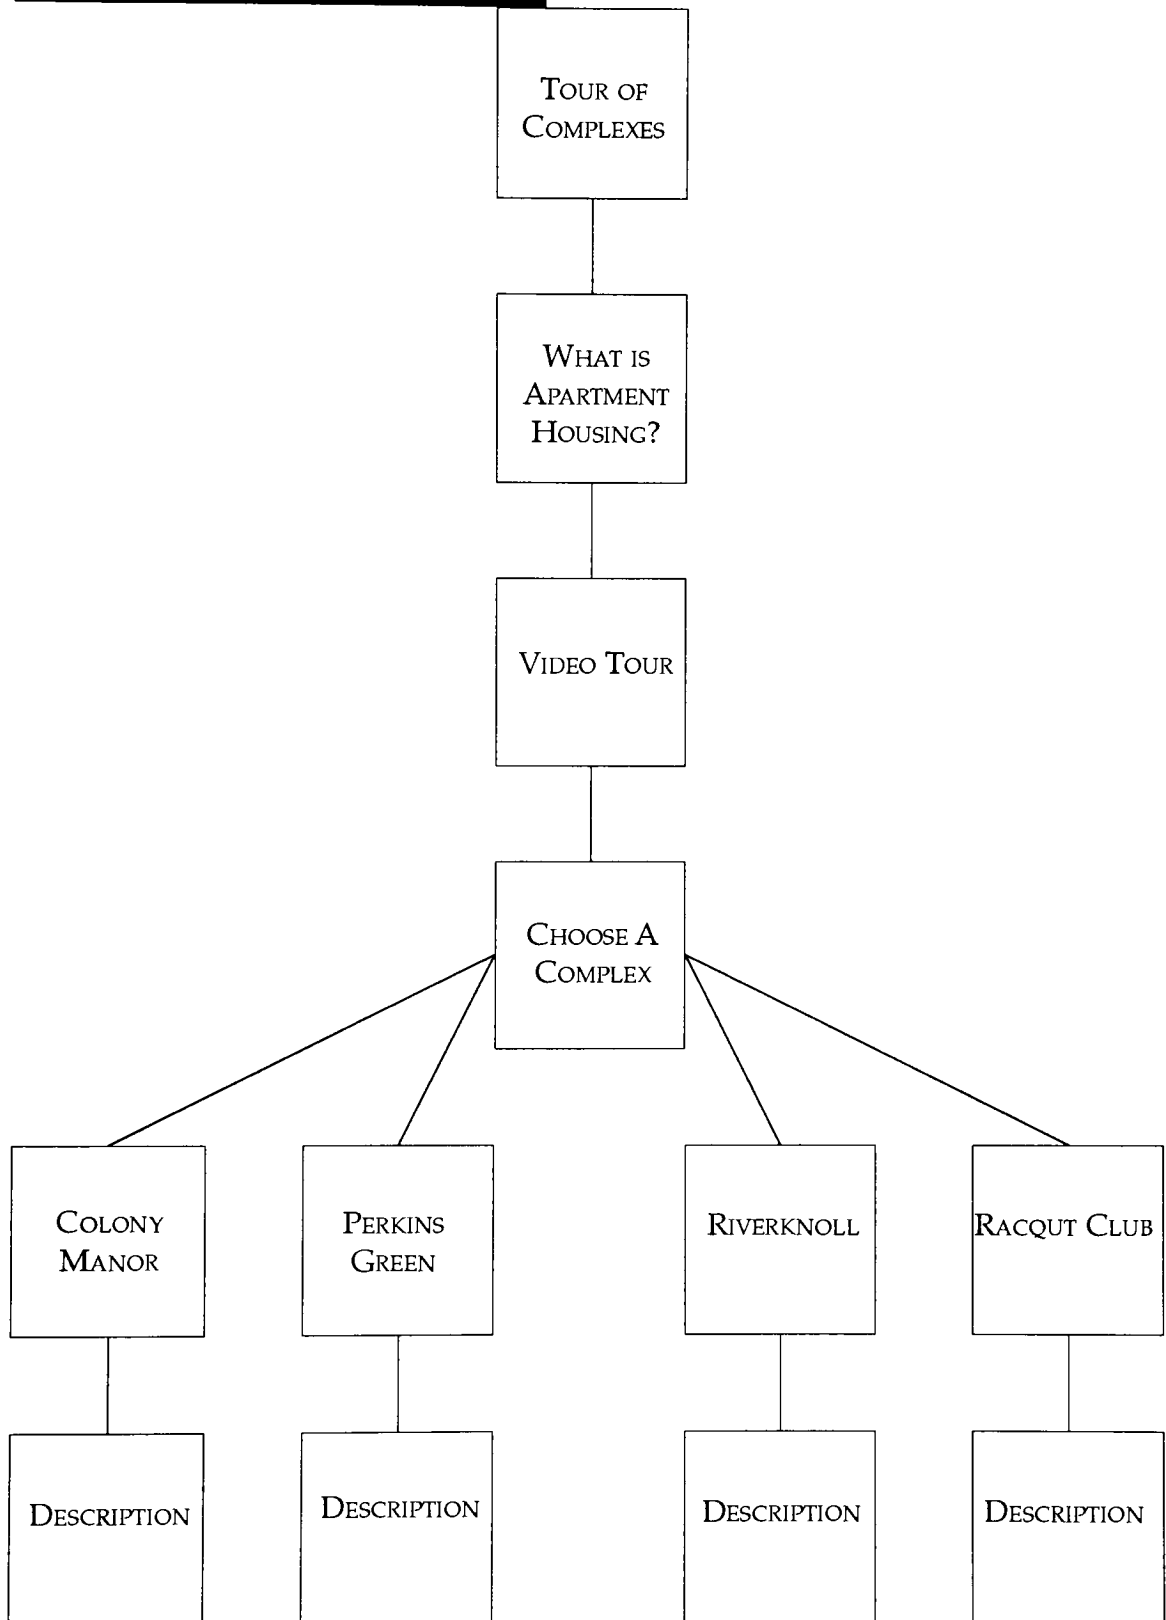 TOUR OF
COMPLEXES
WHAT IS
APARTMENT
HOUSING?
VIDEO TOUR
CHOOSE A
COMPLEX
COLONY
MANOR
PERKINS
GREEN
RIVERKNOLL
RACQUT CLUB
DESCRIPTION
DESCRIPTION
DESCRIPTION
DESCRIPTION